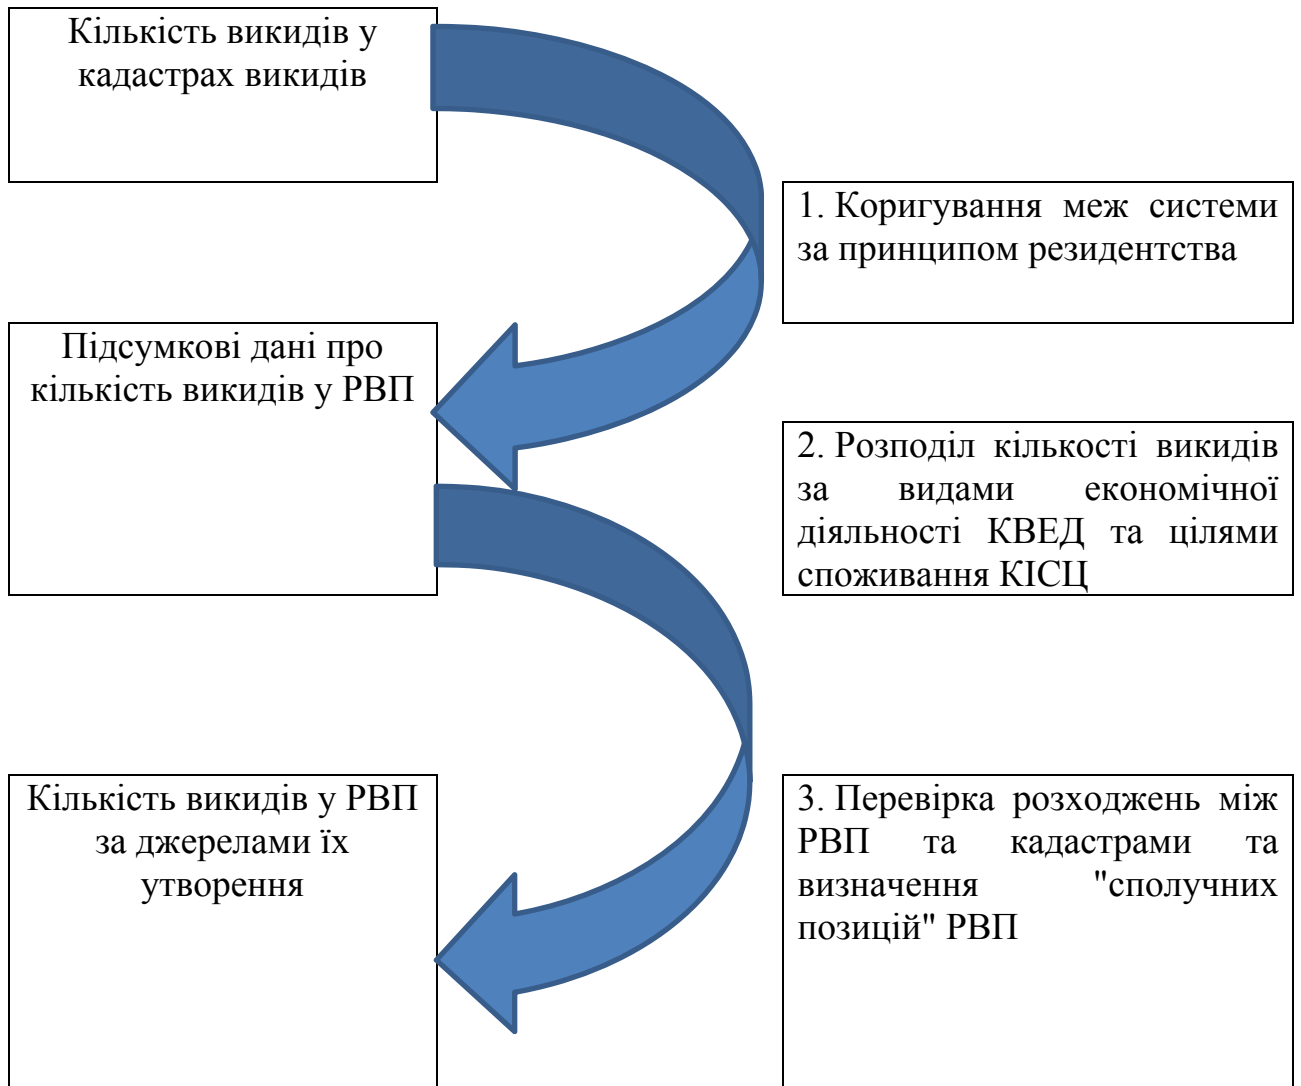 Кількість викидів у
кадастрах викидів
1. Коригування меж системи
за принципом резидентства
Підсумкові дані про
кількість викидів у РВП
2. Розподіл кількості викидів
за видами економічної
діяльності КВЕД та цілями
споживання КІСЦ
Кількість викидів у РВП
за джерелами їх
утворення
3. Перевірка розходжень між
РВП та кадастрами та
визначення "сполучних
позицій" РВП